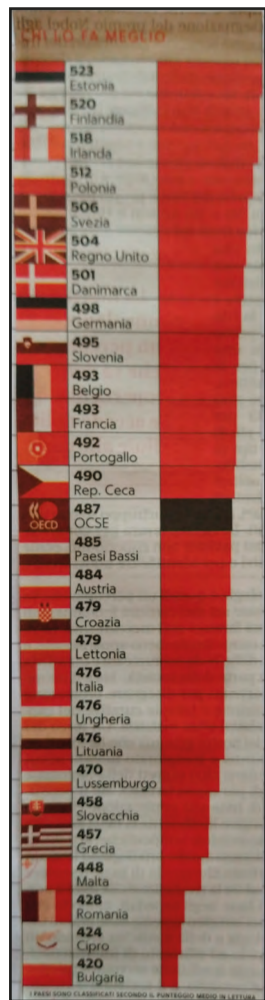 CHI LO FA MEGLIO
523
Estonia
520
Finlandia
518
Irlanda
512
Polonia
506
Svezia
504
Regno Unito
501
Danimarca
498
Germania
495
Slovenia
493
Belgio
493
Francia
492
Portogallo
490
Rep. Ceca
OECD
487
OCSE
485
Paesi Bassi
484
Austria
479
Croazia
479
Lettonia
476
Italia
476
Ungheria
476
Lituania
470
Lussemburgo
458
Slovacchia
457
Grecia
448
Malta
428
Romania
424
Cipro
420
Bulgaria
I PAESI SONO CLASSIFICATI SECONDO IL PUNTEGGIO MEDIO IN LETTURA